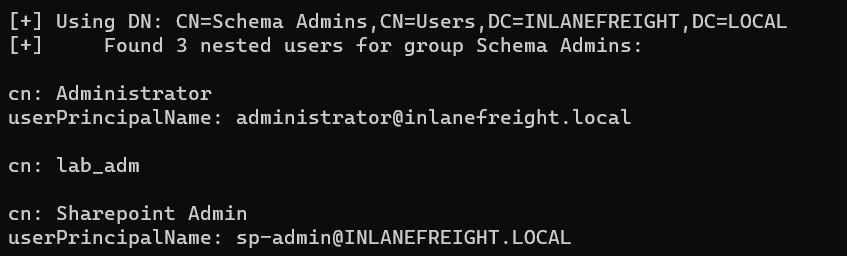 [+] Using DN: CN=Schema Admins,CN=Users,DC=INLANEFREIGHT,DC=LOCAL
[+]     Found 3 nested users for group Schema Admins:

cn: Administrator
userPrincipalName: administrator@inlanefreight.local

cn: lab_adm

cn: Sharepoint Admin
userPrincipalName: sp-admin@INLANEFREIGHT.LOCAL